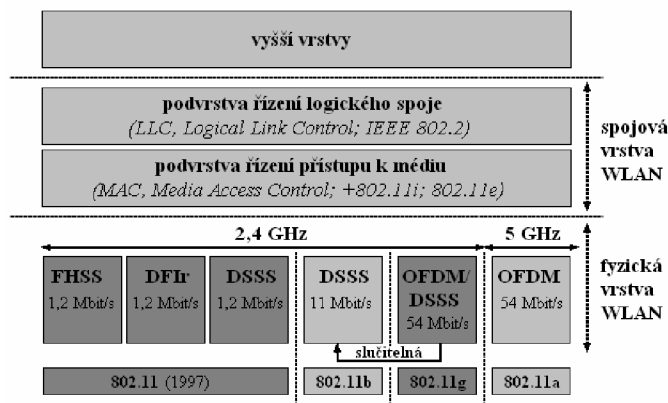 vyšší vrstvy
podvrstva řízení logického spoje
(LLC, Logical Link Control; IEEE 802.2)
podvrstva řízení přístupu k médiu
(MAC, Media Access Control; +802.11i; 802.11e)
spojová
vrstva
WLAN
2,4 GHz
5 GHz
FHSS
1,2 Mbit/s
DFIr
1,2 Mbit/s
DSSS
1,2 Mbit/s
DSSS
11 Mbit/s
OFDM/
DSSS
54 Mbit/s
OFDM
54 Mbit/s
fyzická
vrstva
WLAN
slučitelná
802.11 (1997)
802.11b
802.11g
802.11a